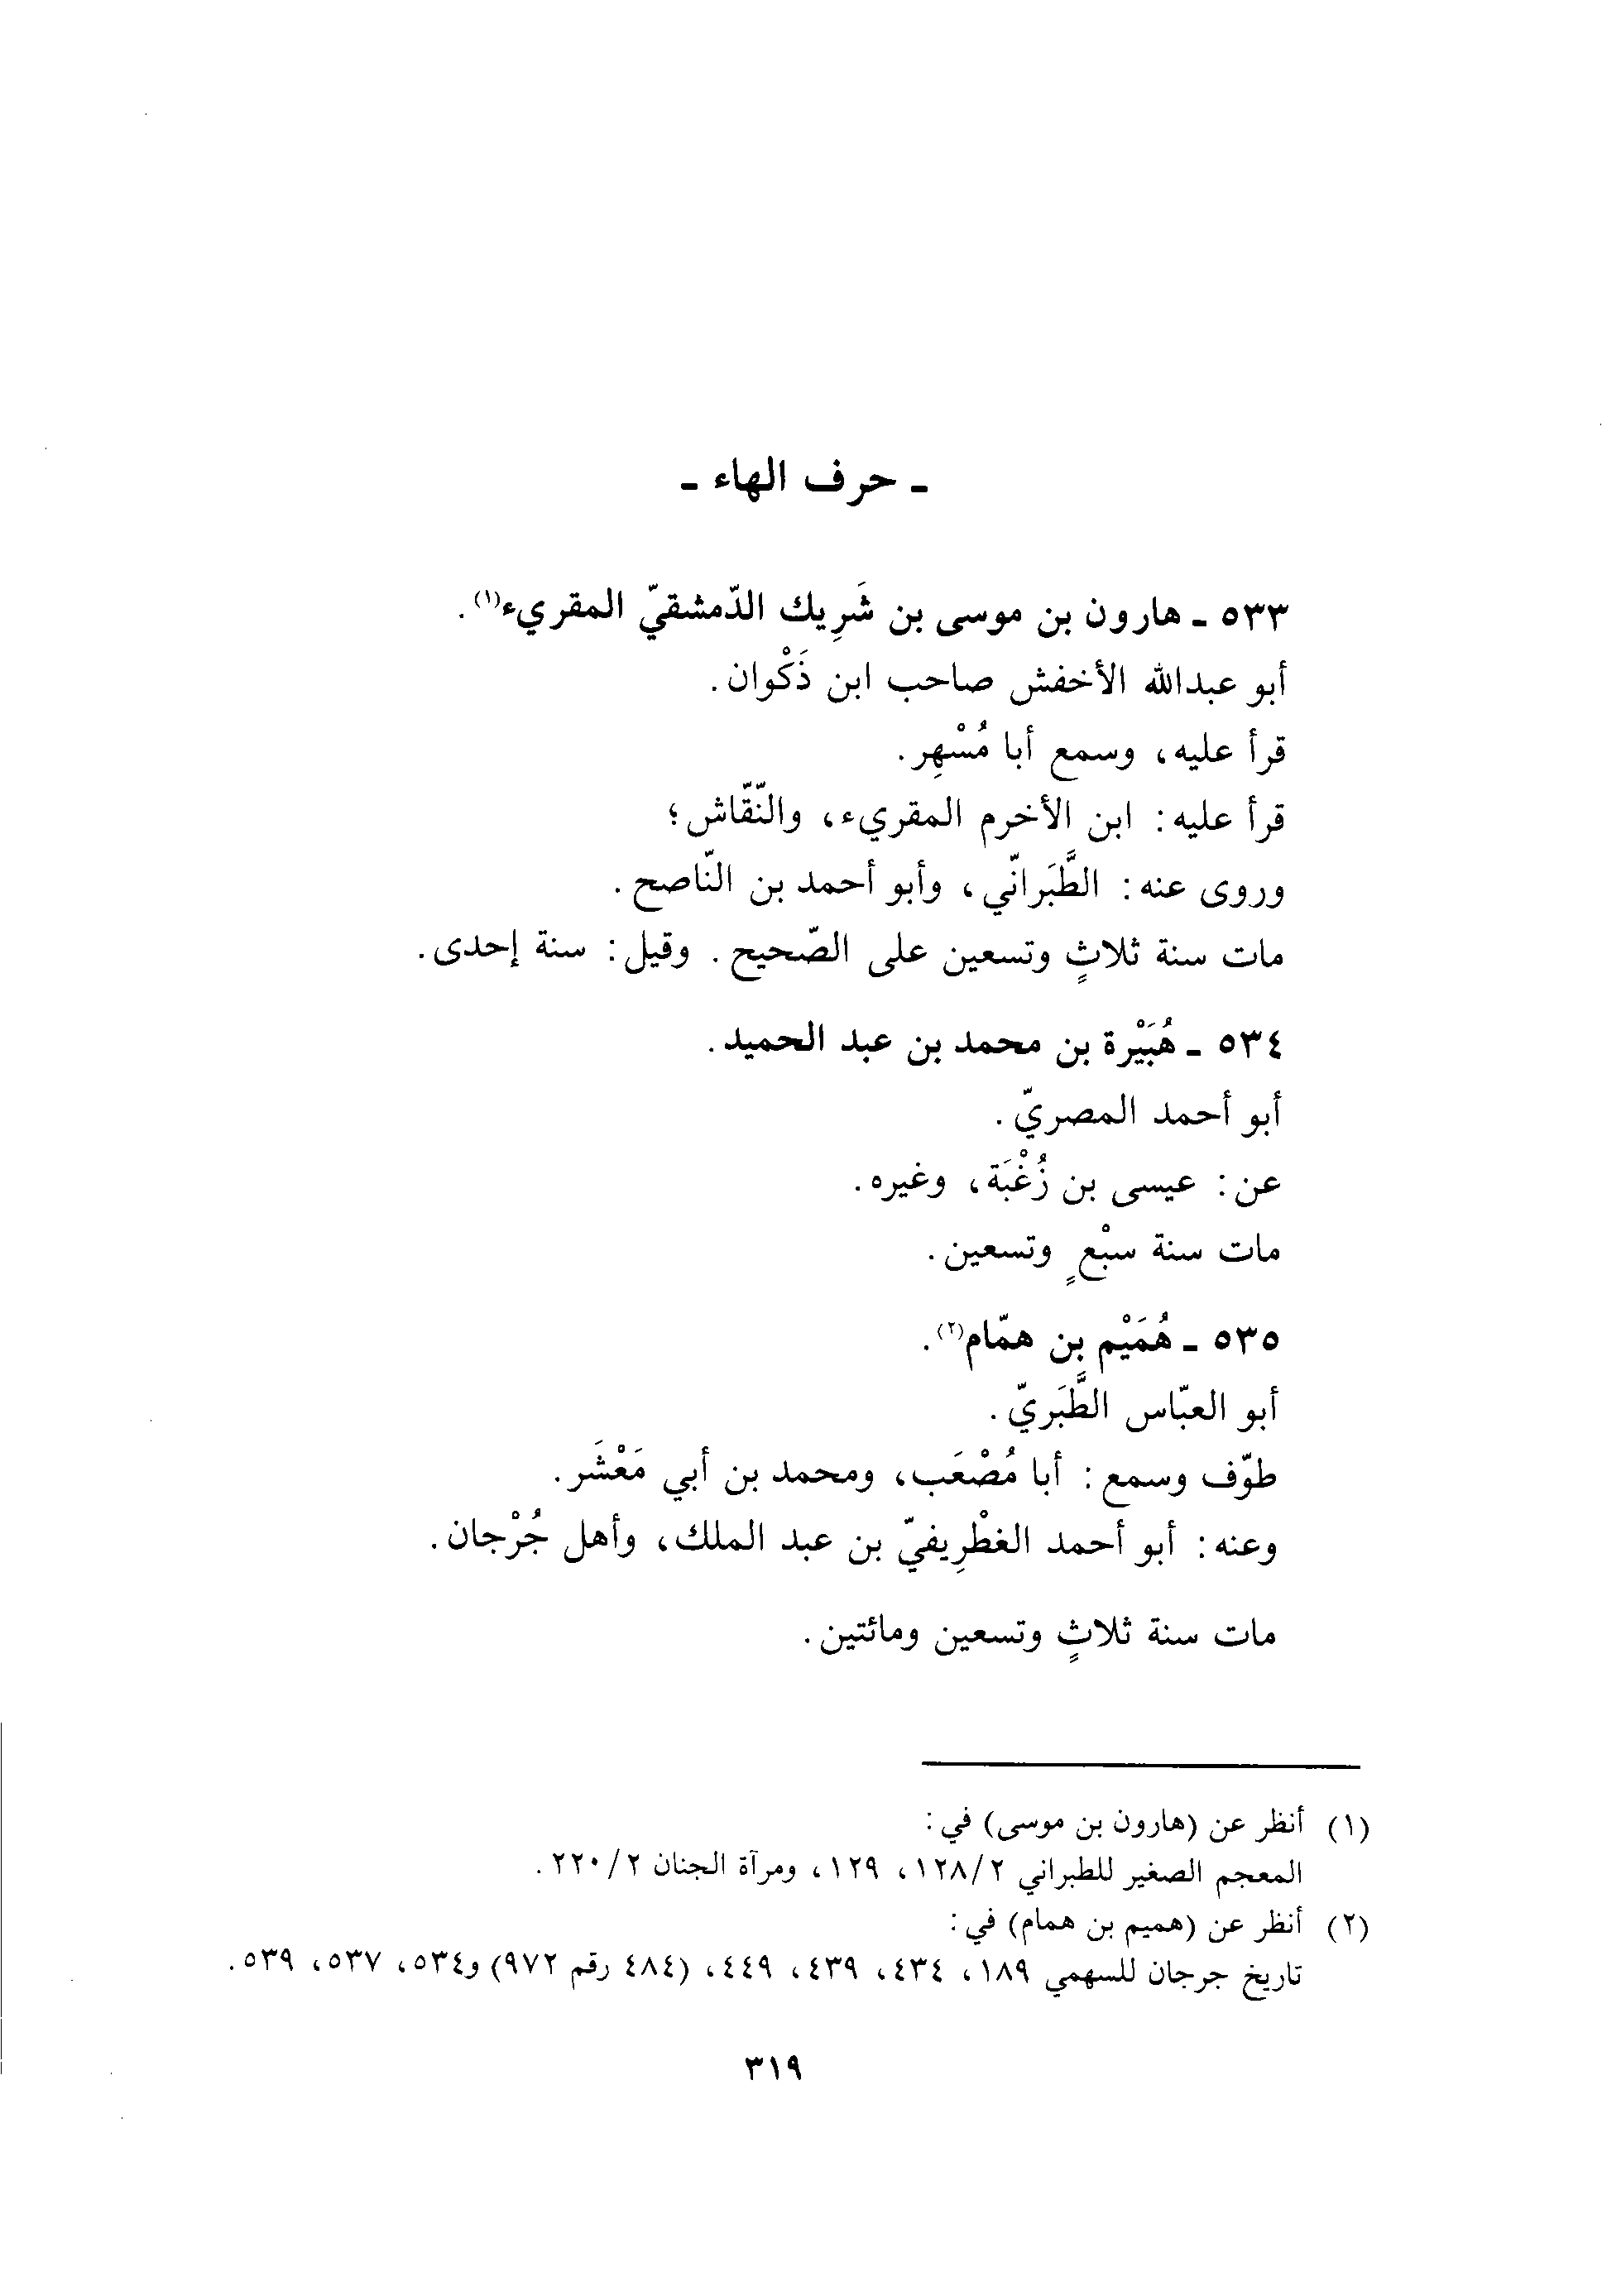 ـ حرف الهاء ـ
٥٣٣ ـ هارون بن موسى بن شَرِيك الدّمشقيّ المقريء(١).
أبو عبدالله الأخفش صاحب ابن ذَكْوان.
قرأ عليه، وسمع أبا مُسْهِر.
قرأ عليه: ابن الأخرم المقريء، والنّقّاش؛
وروى عنه: الطَّبَرانّي، وأبو أحمد بن النّاصح.
مات سنة ثلاثٍ وتسعين على الصّحيح. وقيل: سنة إحدى.
٥٣٤ ـ هُبَيْرة بن محمد بن عبد الحميد.
أبو أحمد المصريّ.
عن: عيسى بن زُغْبَة، وغيره.
مات سنة سبْعٍ وتسعين.
٥٣٥ ـ هُمَيْم بن همّام(٢).
أبو العبّاس الطَّبَريّ.
طوّف وسمع: أبا مُصْعَب، ومحمد بن أبي مَعْشَر.
وعنه: أبو أحمد الغطْرِيفيّ بن عبد الملك، وأهل جُرْجان.
مات سنة ثلاثٍ وتسعين ومائتين.
(١) أنظر عن (هارون بن موسى) في:
المعجم الصغير للطبراني ١٢٨/٢، ١٢٩، ومرآة الجنان ٢٢٠/٢.
(٢) أنظر عن (هميم بن همام) في:
تاريخ جرجان للسهمي ١٨٩، ٤٣٤، ٤٣٩، ٤٤٩، (٤٨٤ رقم ٩٧٢) و٥٣٤، ٥٣٧، ٥٣٩.
٣١٩